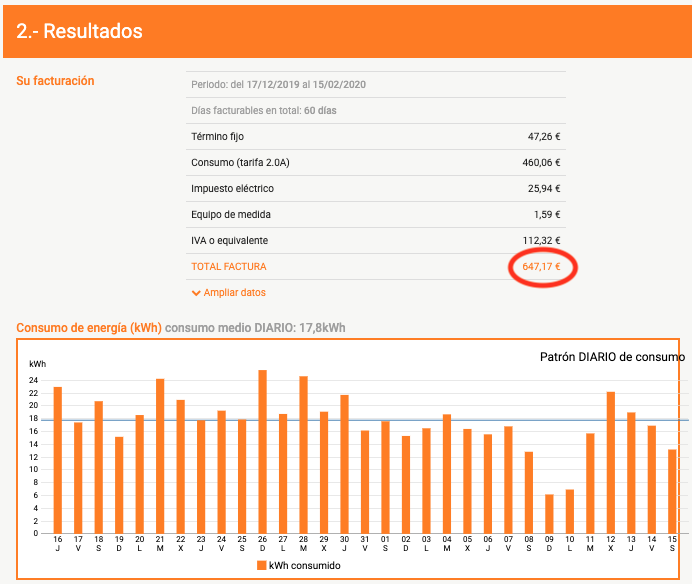 2.- Resultados
Su facturación
Periodo: del 17/12/2019 al 15/02/2020
Días facturables en total: 60 días
Término fijo 47,26 €
Consumo (tarifa 2.0A) 460,06 €
Impuesto eléctrico 25,94 €
Equipo de medida 1,59 €
IVA o equivalente 112,32 €
TOTAL FACTURA 647,17 €
Ampliar datos
Consumo de energía (kWh) consumo medio DIARIO: 17,8kWh
Patrón DIARIO de consumo
kWh
24
22
20
18
16
14
12
10
8
6
4
2
0
16 17 18 19 20 21 22 23 24 25 26 27 28 29 30 31 01 02 03 04 05 06 07 08 09 10 11 12 13 14 15
J V S D L M X J V S D L M X J V S D L M X J V S D L M X J V S
kWh consumido